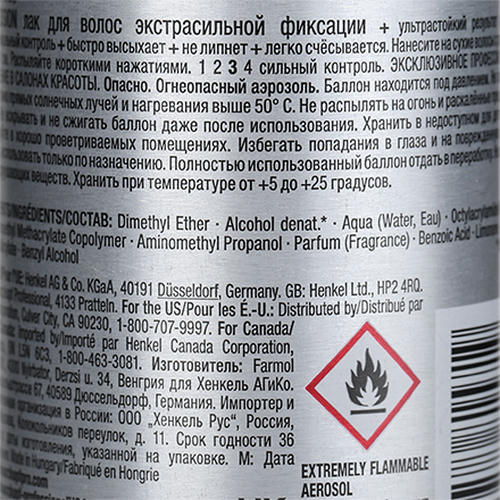 лак для волос экстрасильной фиксации + ультрастойкий
контроль + быстро высыхает + не липнет + легко счёсывается. Нанесите на сухие
Распыляйте короткими нажатиями. 1 2 3 4 сильный контроль. ЭКСКЛЮЗИВНОЕ
В САЛОНАХ КРАСОТЫ. Опасно. Огнеопасный аэрозоль. Баллон находится под давлением.
солнечных лучей и нагревания выше 50° С. Не распылять на огонь и
и не сжигать баллон даже после использования. Хранить в недоступном для
в хорошо проветриваемых помещениях. Избегать попадания в глаза и на
только по назначению. Полностью использованный баллон отдать в
веществ. Хранить при температуре от +5 до +25 градусов.
INGREDIENTS/СОСТАВ: Dimethyl Ether · Alcohol denat.* · Aqua (Water, Eau) ·
Methacrylate Copolymer · Aminomethyl Propanol · Parfum (Fragrance) · Benzoic Acid ·
· Benzyl Alcohol
Henkel AG & Co. KGaA, 40191 Düsseldorf, Germany. GB: Henkel Ltd., HP2 4RQ.
Professional, 4133 Pratteln. For the US/Pour les É.-U.: Distributed by/Distribué par
Culver City, CA 90230, 1-800-707-9997. For Canada/
Imported by/Importé par Henkel Canada Corporation,
L5N 6C3, 1-800-463-3081. Изготовитель: Farmol
Nyirbator, Derzsi u. 34, Венгрия для Хенкель АГиКо.
67, 40589 Дюссельдорф, Германия. Импортер и
организация в России: ООО «Хенкель Рус», Россия,
Колокольников переулок, д. 11. Срок годности 36
изготовления, указанной на упаковке. М: Дата
Made in Hungary/Fabriqué en Hongrie
EXTREMELY FLAMMABLE
AEROSOL